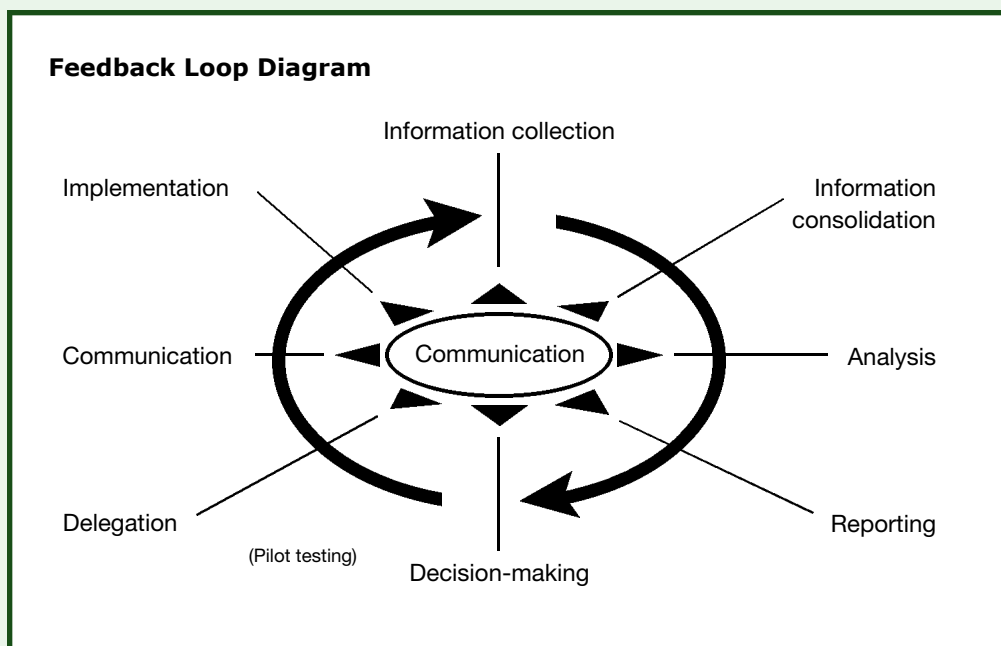 Feedback Loop Diagram
Information collection
Implementation
Information
consolidation
Communication
Communication
Analysis
Delegation
Reporting
(Pilot testing)
Decision-making